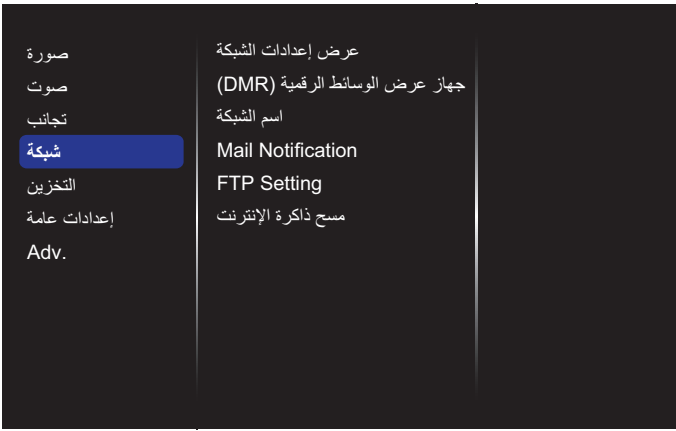 صورة
صوت
تجانب
شبكة
التخزين
إعدادات عامة
Adv.
عرض إعدادات الشبكة
جهاز عرض الوسائط الرقمية (DMR)
اسم الشبكة
Mail Notification
FTP Setting
مسح ذاكرة الإنترنت